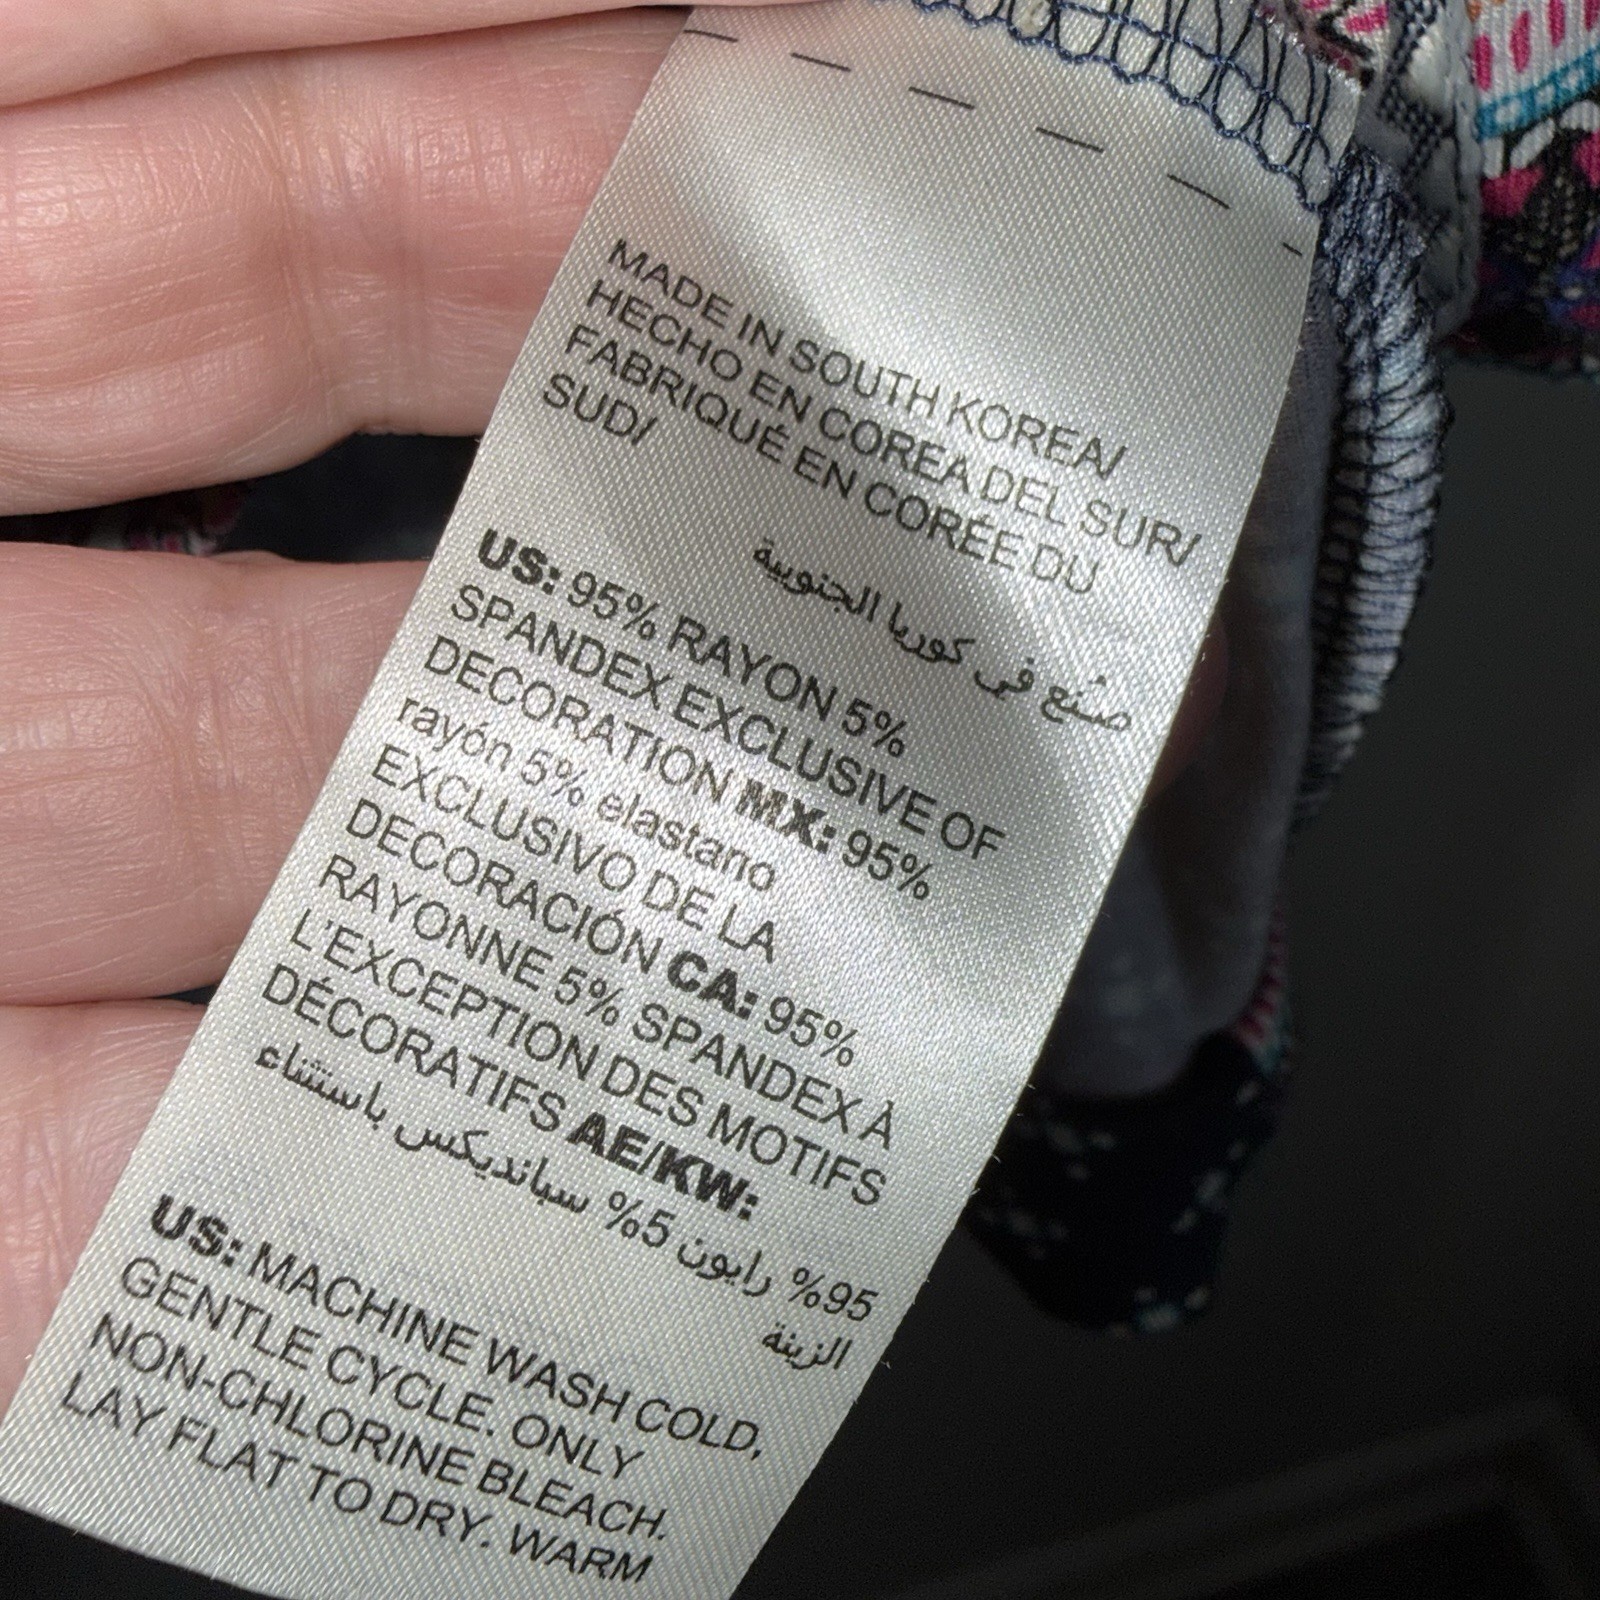 MADE IN SOUTH KOREA/
HECHO EN COREA DEL SUR/
FABRIQUÉ EN CORÉE DU
SUD/
صُنع في كوريا الجنوبية
US: 95% RAYON 5%
SPANDEX EXCLUSIVE OF
DECORATION MX: 95%
rayón 5% elastano
EXCLUSIVO DE LA
DECORACIÓN CA: 95%
RAYONNE 5% SPANDEX À
L'EXCEPTION DES MOTIFS
DÉCORATIFS AE/KW:
95% رايون 5% سباندیکس باستثناء
الزينة
US: MACHINE WASH COLD,
GENTLE CYCLE. ONLY
NON-CHLORINE BLEACH.
LAY FLAT TO DRY. WARM